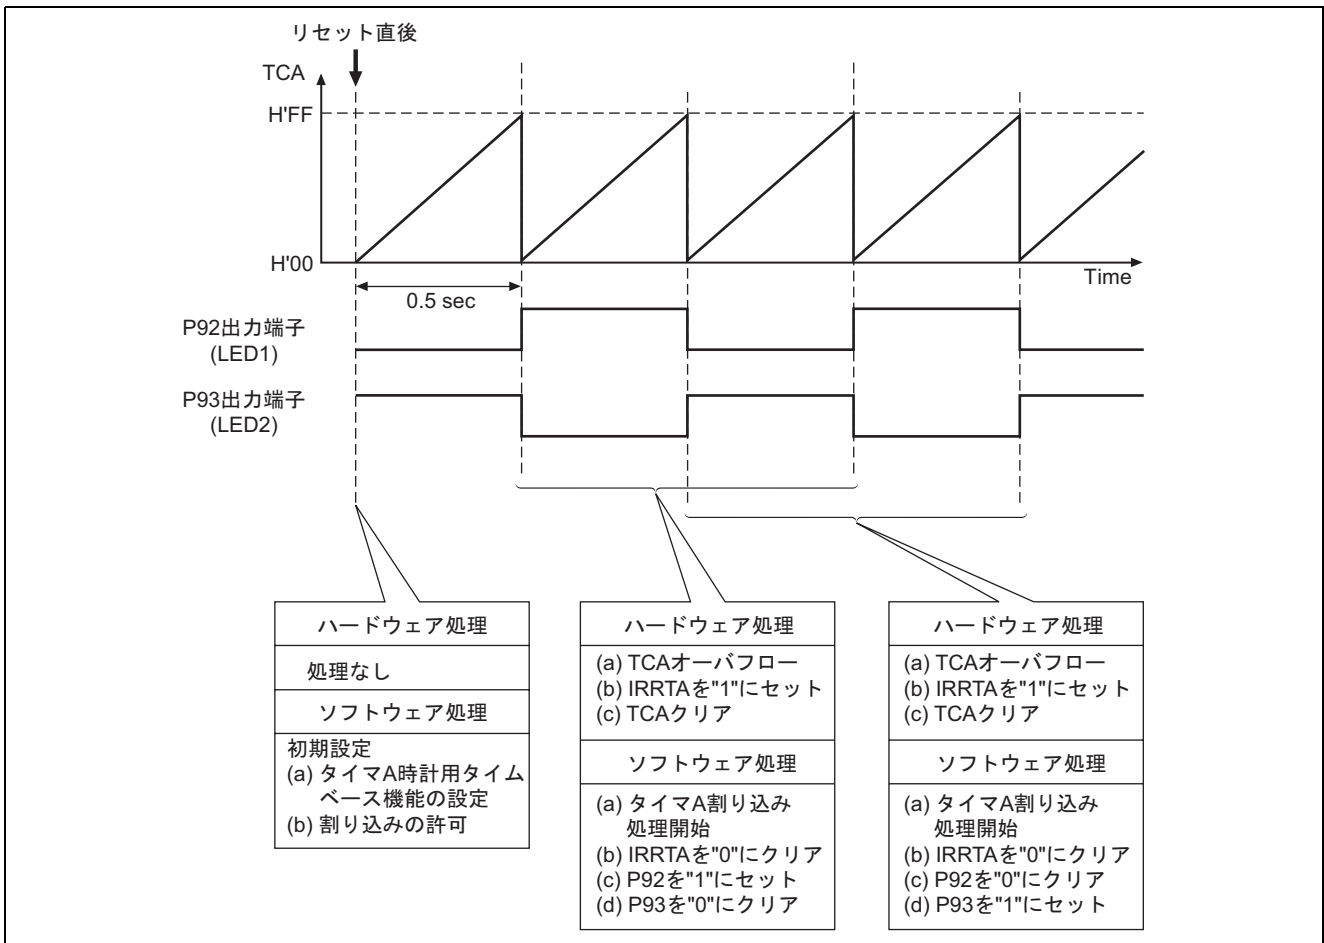 リセット直後
TCA
H'FF
H'00
Time
0.5 sec
P92出力端子
(LED1)
P93出力端子
(LED2)
ハードウェア処理
処理なし
ソフトウェア処理
初期設定
(a) タイマA時計用タイム
ベース機能の設定
(b) 割り込みの許可
ハードウェア処理
(a) TCAオーバフロー
(b) IRRTAを"1"にセット
(c) TCAクリア
ソフトウェア処理
(a) タイマA割り込み
処理開始
(b) IRRTAを"0"にクリア
(c) P92を"1"にセット
(d) P93を"0"にクリア
ハードウェア処理
(a) TCAオーバフロー
(b) IRRTAを"1"にセット
(c) TCAクリア
ソフトウェア処理
(a) タイマA割り込み
処理開始
(b) IRRTAを"0"にクリア
(c) P92を"0"にクリア
(d) P93を"1"にセット